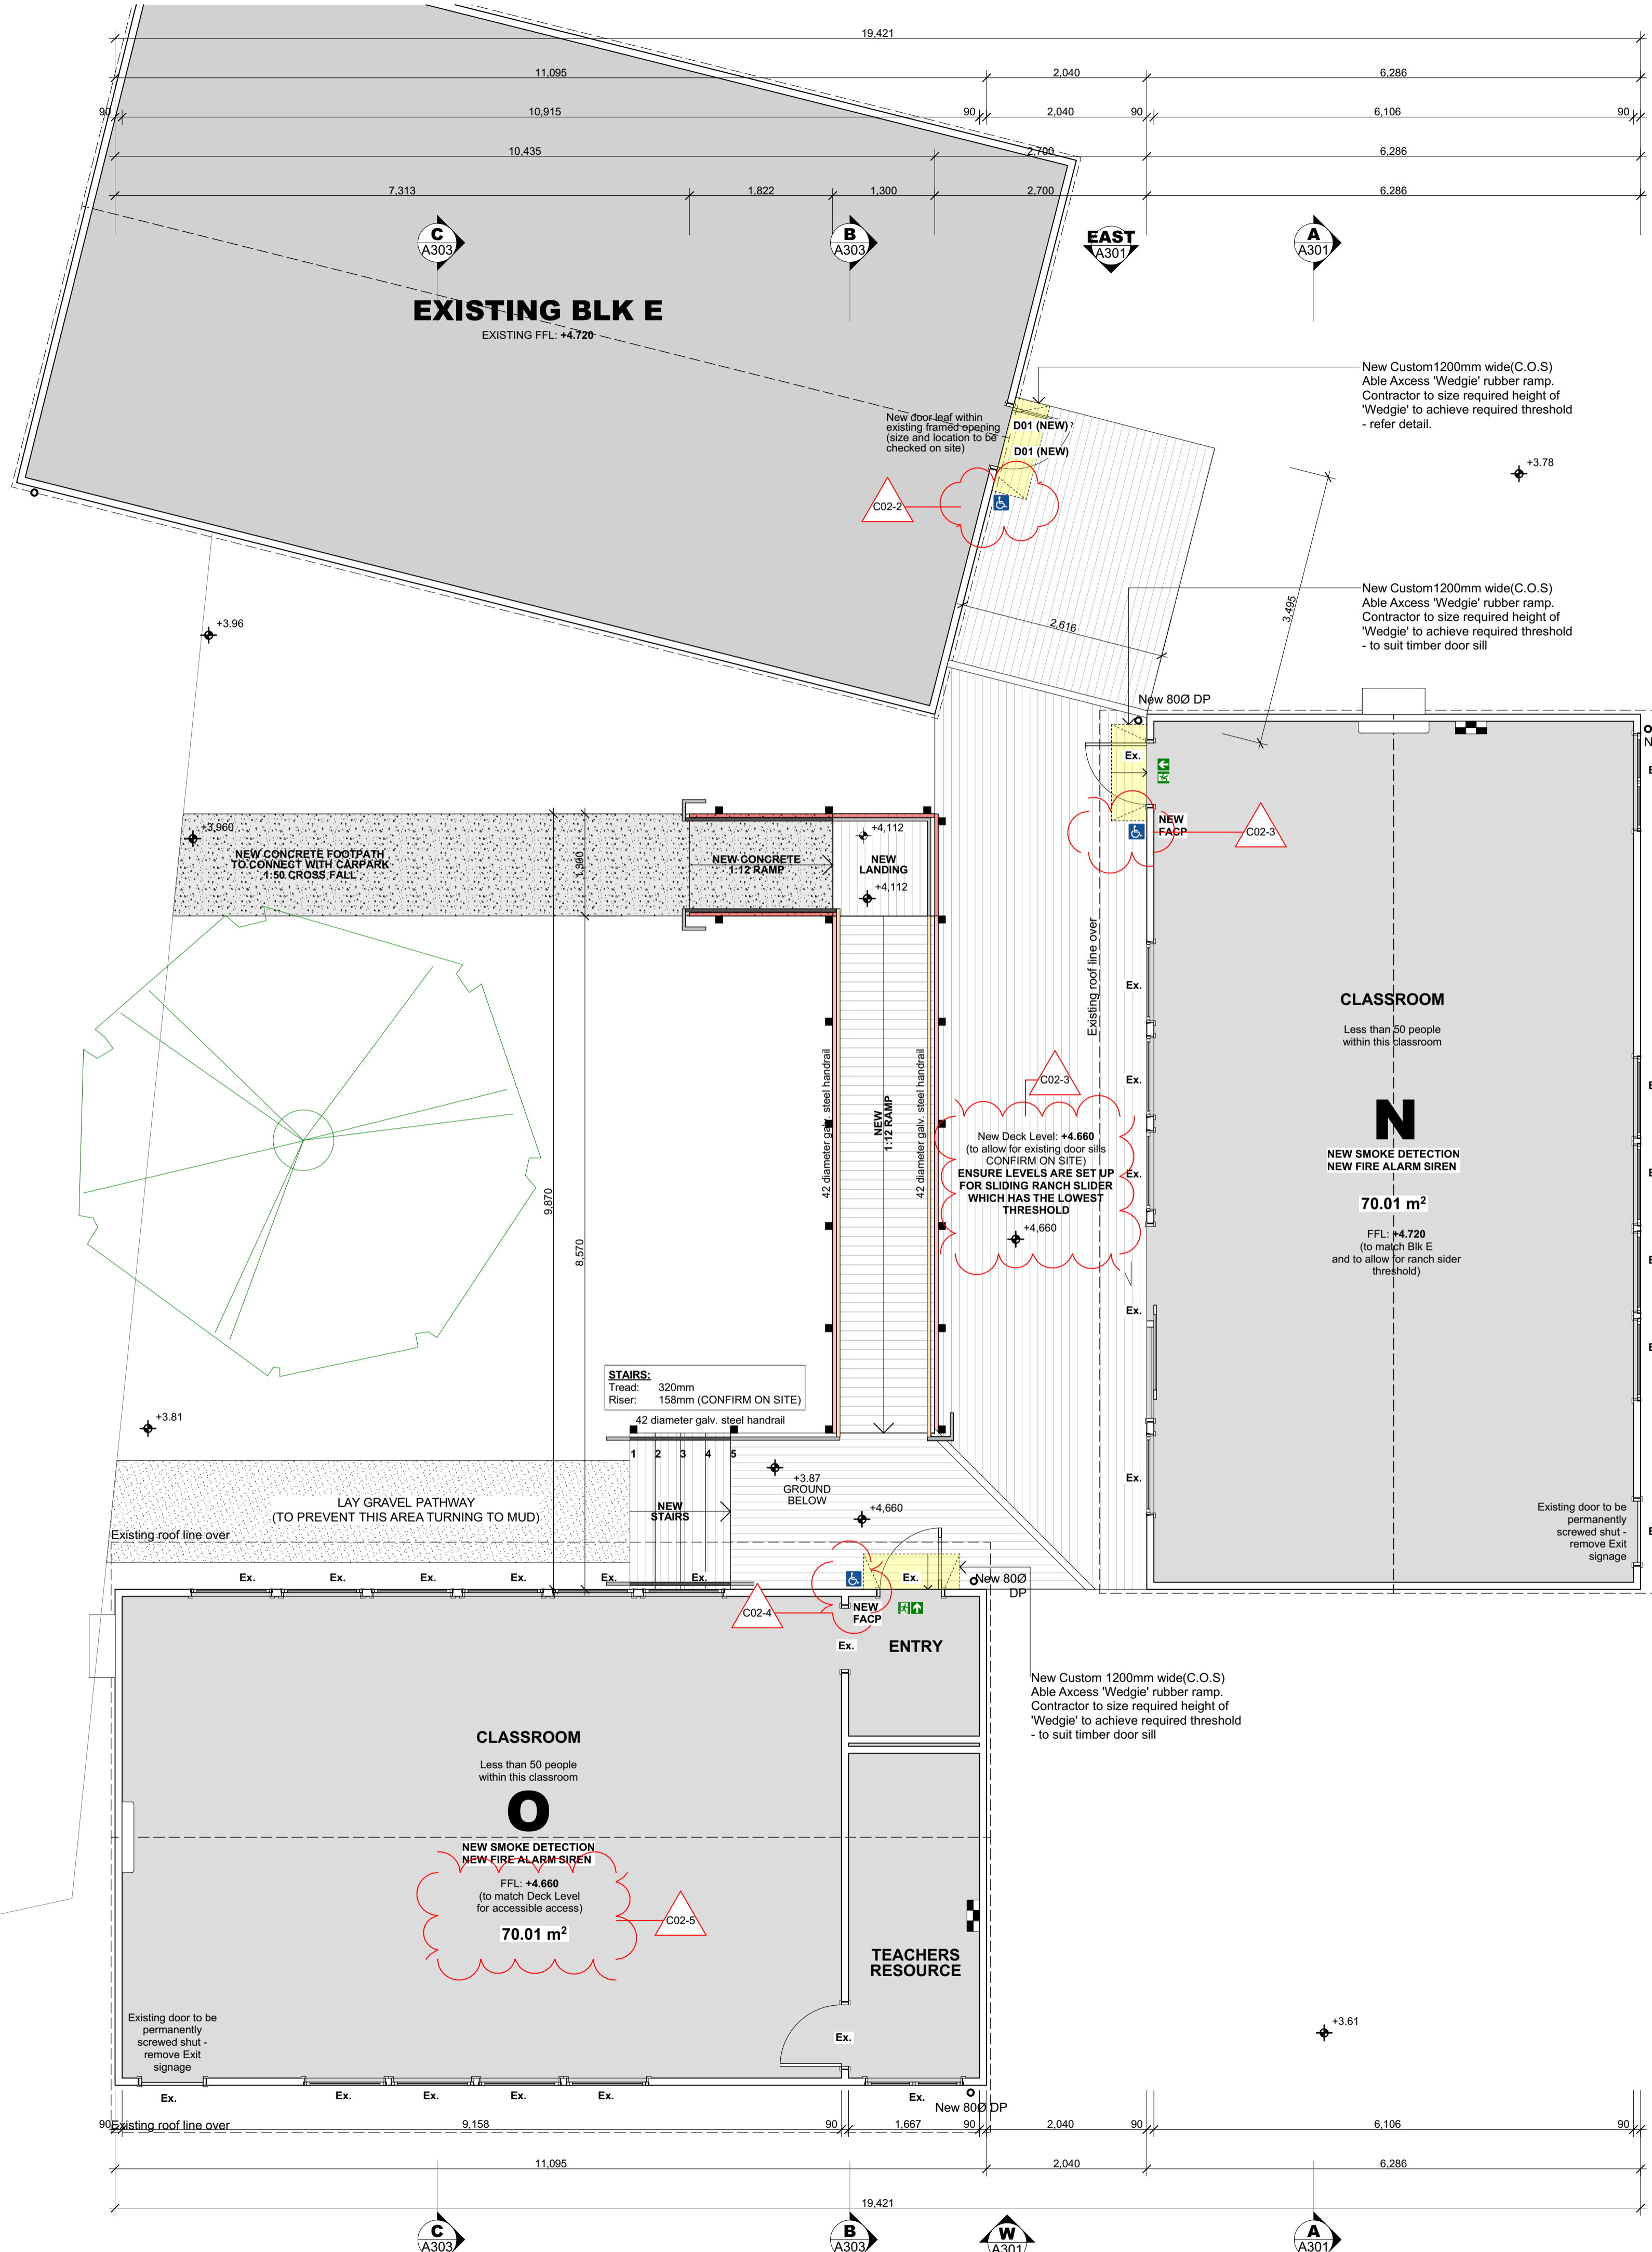 19,421
11,095
2,040
6,286
90
10,915
90
2,040
90
6,106
90
10,435
2,700
6,286
7,313
1,822
1,300
2,700
6,286
C
A303
B
A303
EAST
A301
A
A301
EXISTING BLK E
EXISTING FFL: +4.720
New Custom1200mm wide(C.O.S)
Able Axcess 'Wedgie' rubber ramp.
Contractor to size required height of
'Wedgie' to achieve required threshold
- refer detail.
New door leaf within
existing framed opening
(size and location to be
checked on site)
D01 (NEW)
D01 (NEW)
+3.78
C02-2
New Custom1200mm wide(C.O.S)
Able Axcess 'Wedgie' rubber ramp.
Contractor to size required height of
'Wedgie' to achieve required threshold
- to suit timber door sill
3,495
2,616
+3.96
New 80Ø DP
N
Ex.
E
NEW
FACP
C02-3
+3,960
NEW CONCRETE FOOTPATH
TO CONNECT WITH CARPARK
1:50 CROSS FALL
1,300
NEW CONCRETE
1:12 RAMP
+4,112
NEW
LANDING
+4,112
Existing roof line over
Ex.
CLASSROOM
Less than 50 people
within this classroom
42 diameter galv. steel handrail
NEW
1:12 RAMP
42 diameter galv. steel handrail
C02-3
Ex.
E
N
New Deck Level: +4.660
(to allow for existing door sills
CONFIRM ON SITE)
ENSURE LEVELS ARE SET UP
FOR SLIDING RANCH SLIDER
WHICH HAS THE LOWEST
THRESHOLD
+4,660
Ex.
E
NEW SMOKE DETECTION
NEW FIRE ALARM SIREN
70.01 m²
FFL: +4.720
(to match Blk E
and to allow for ranch sider
threshold)
E
9,870
8,570
Ex.
E
STAIRS:
Tread: 320mm
Riser: 158mm (CONFIRM ON SITE)
42 diameter galv. steel handrail
+3.81
1 2 3 4 5
+3.87
GROUND
BELOW
Ex.
LAY GRAVEL PATHWAY
(TO PREVENT THIS AREA TURNING TO MUD)
NEW
STAIRS
+4,660
Existing door to be
permanently
screwed shut -
remove Exit
signage
E
Existing roof line over
Ex. Ex. Ex. Ex. Ex. Ex.
Ex.
New 80Ø
DP
C02-4
NEW
FACP
Ex.
ENTRY
New Custom 1200mm wide(C.O.S)
Able Axcess 'Wedgie' rubber ramp.
Contractor to size required height of
'Wedgie' to achieve required threshold
- to suit timber door sill
CLASSROOM
Less than 50 people
within this classroom
O
NEW SMOKE DETECTION
NEW FIRE ALARM SIREN
FFL: +4.660
(to match Deck Level
for accessible access)
70.01 m²
C02-5
TEACHERS
RESOURCE
Existing door to be
permanently
screwed shut -
remove Exit
signage
Ex.
+3.61
Ex. Ex. Ex. Ex. Ex. Ex.
New 80Ø DP
Existing roof line over
90
9,158
90
1,667
90
2,040
90
6,106
90
11,095
2,040
6,286
19,421
C
A303
B
A303
W
A301
A
A301